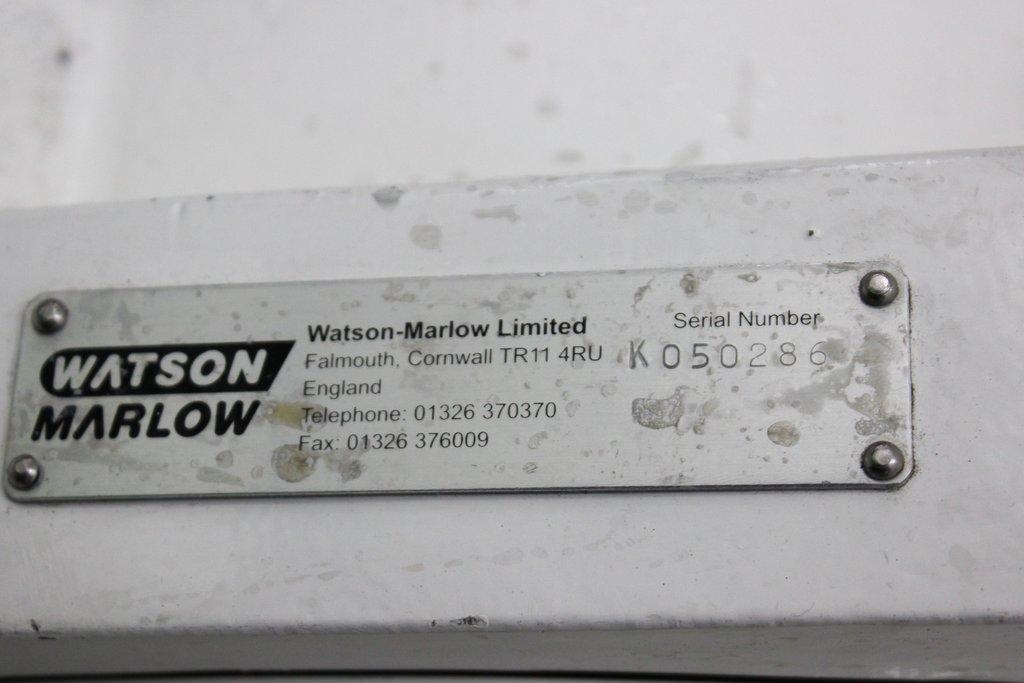 WATSON
MARLOW
Watson-Marlow Limited
Falmouth, Cornwall TR11 4RU
England
Telephone: 01326 370370
Fax: 01326 376009
Serial Number
K050286